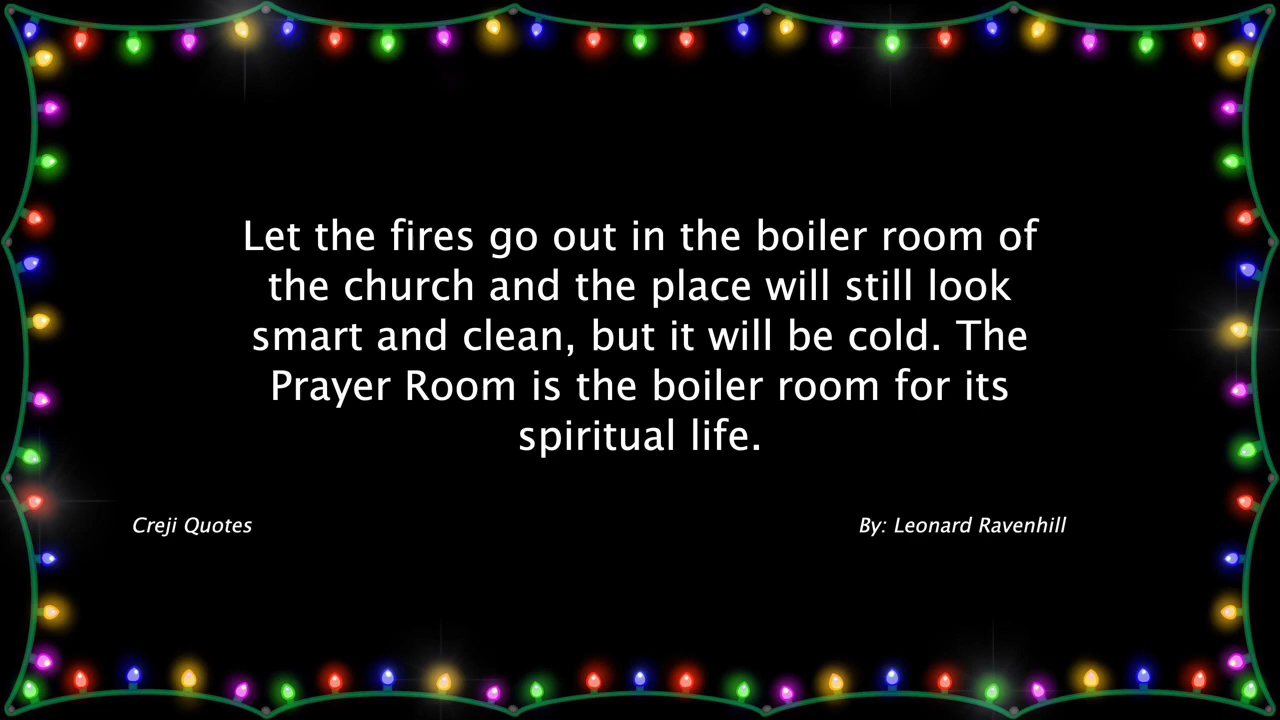 Let the fires go out in the boiler room of
the church and the place will still look
smart and clean, but it will be cold. The
Prayer Room is the boiler room for its
spiritual life.
Creji Quotes
By: Leonard Ravenhill